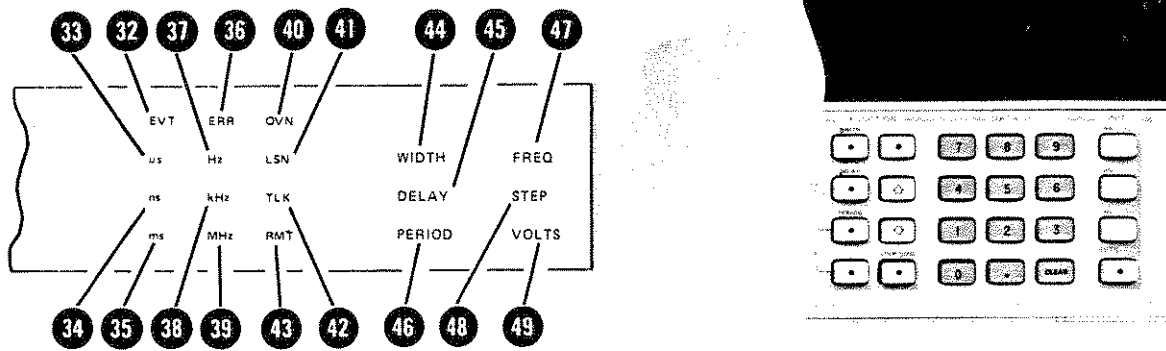 33 32 37 36 40 41 44 45 47
EVT ERR OVN
us Hz LSN WIDTH FREQ
ns kHz TLK DELAY STEP
ms MHz RMT PERIOD VOLTS
34 35 38 39 43 42 46 48 49
7 8 9
4 5 6
1 2 3
0 . CLEAR